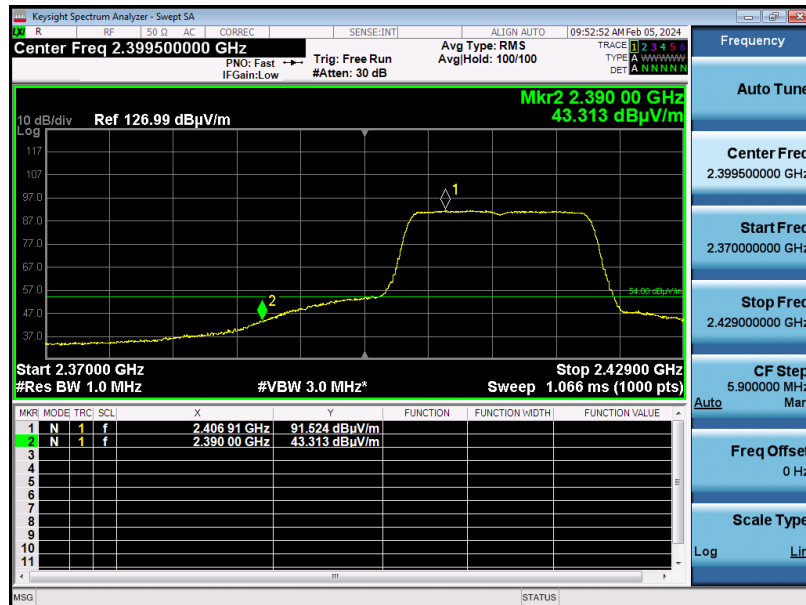 Keysight Spectrum Analyzer - Swept SA
LXI R RF 50 Ω AC CORREC SENSE:INT ALIGN AUTO 09:52:52 AM Feb 05, 2024
Center Freq 2.399500000 GHz
PNO: Fast
IFGain:Low
Trig: Free Run
#Atten: 30 dB
Avg Type: RMS
Avg|Hold: 100/100
TRACE 1 2 3 4 5 6
TYPE A WWWWW
DET A N N N N N
Mkr2 2.390 00 GHz
43.313 dBµV/m
10 dB/div Ref 126.99 dBµV/m
Log
117
107
97.0
87.0
77.0
67.0
57.0
47.0
37.0
1
2
54.00 dBµV/m
Start 2.37000 GHz Stop 2.42900 GHz
#Res BW 1.0 MHz #VBW 3.0 MHz* Sweep 1.066 ms (1000 pts)
MKR MODE TRC SCL X Y FUNCTION FUNCTION WIDTH FUNCTION VALUE
1 N 1 f 2.406 91 GHz 91.524 dBµV/m
2 N 1 f 2.390 00 GHz 43.313 dBµV/m
3
4
5
6
7
8
9
10
11
MSG STATUS
Frequency
Auto Tune
Center Freq
2.399500000 GHz
Start Freq
2.370000000 GHz
Stop Freq
2.429000000 GHz
CF Step
5.900000 MHz
Auto Man
Freq Offset
0 Hz
Scale Type
Log Lin